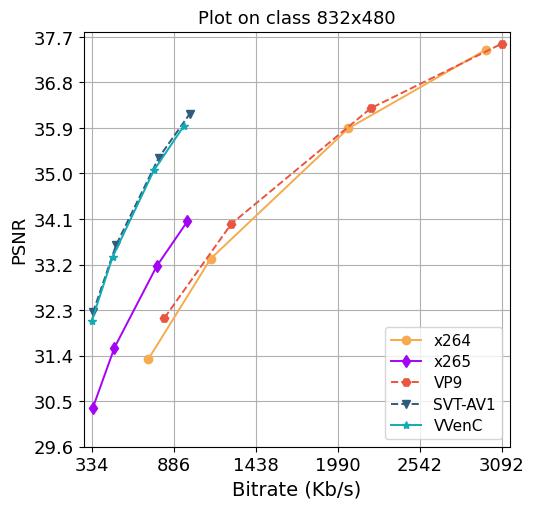 Plot on class 832x480
37.7
36.8
35.9
35.0
34.1
33.2
32.3
31.4
30.5
29.6
PSNR
x264
x265
VP9
SVT-AV1
VVenC
334 886 1438 1990 2542 3092
Bitrate (Kb/s)